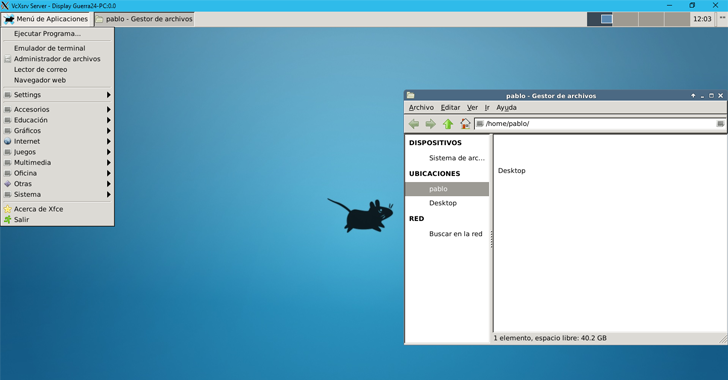 VcXsrv Server - Display Guerra24-PC:0.0
Menú de Aplicaciones
pablo - Gestor de archivos
12:03
Ejecutar Programa...
Emulador de terminal
Administrador de archivos
Lector de correo
Navegador web
Settings
Accesorios
Educación
Gráficos
Internet
Juegos
Multimedia
Oficina
Otras
Sistema
Acerca de Xfce
Salir
pablo - Gestor de archivos
Archivo Editar Ver Ir Ayuda
/home/pablo/
DISPOSITIVOS
Sistema de arc...
UBICACIONES
pablo
Desktop
RED
Buscar en la red
Desktop
1 elemento, espacio libre: 40.2 GB